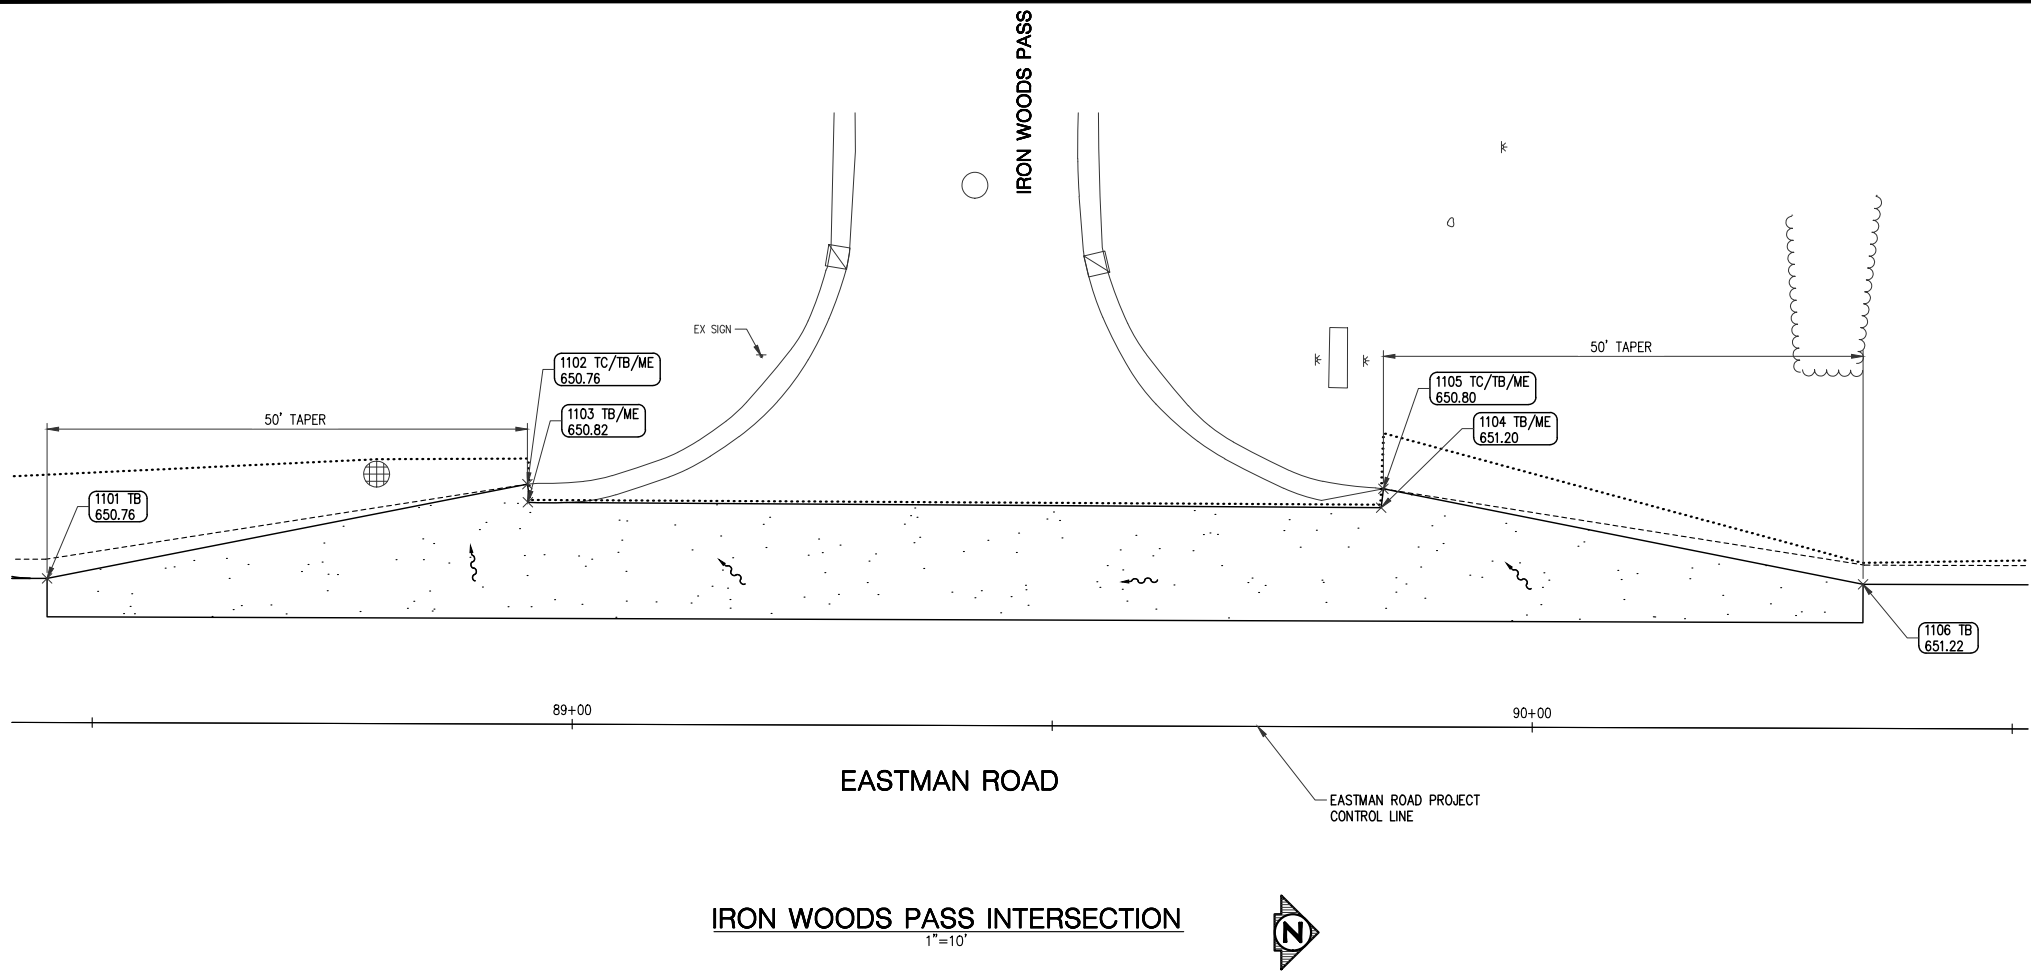 IRON WOODS PASS
EX SIGN
50' TAPER
1102 TC/TB/ME
650.76
1105 TC/TB/ME
650.80
1103 TB/ME
650.82
50' TAPER
1104 TB/ME
651.20
1101 TB
650.76
1106 TB
651.22
89+00
90+00
EASTMAN ROAD
EASTMAN ROAD PROJECT
CONTROL LINE
IRON WOODS PASS INTERSECTION
1"=10'
N